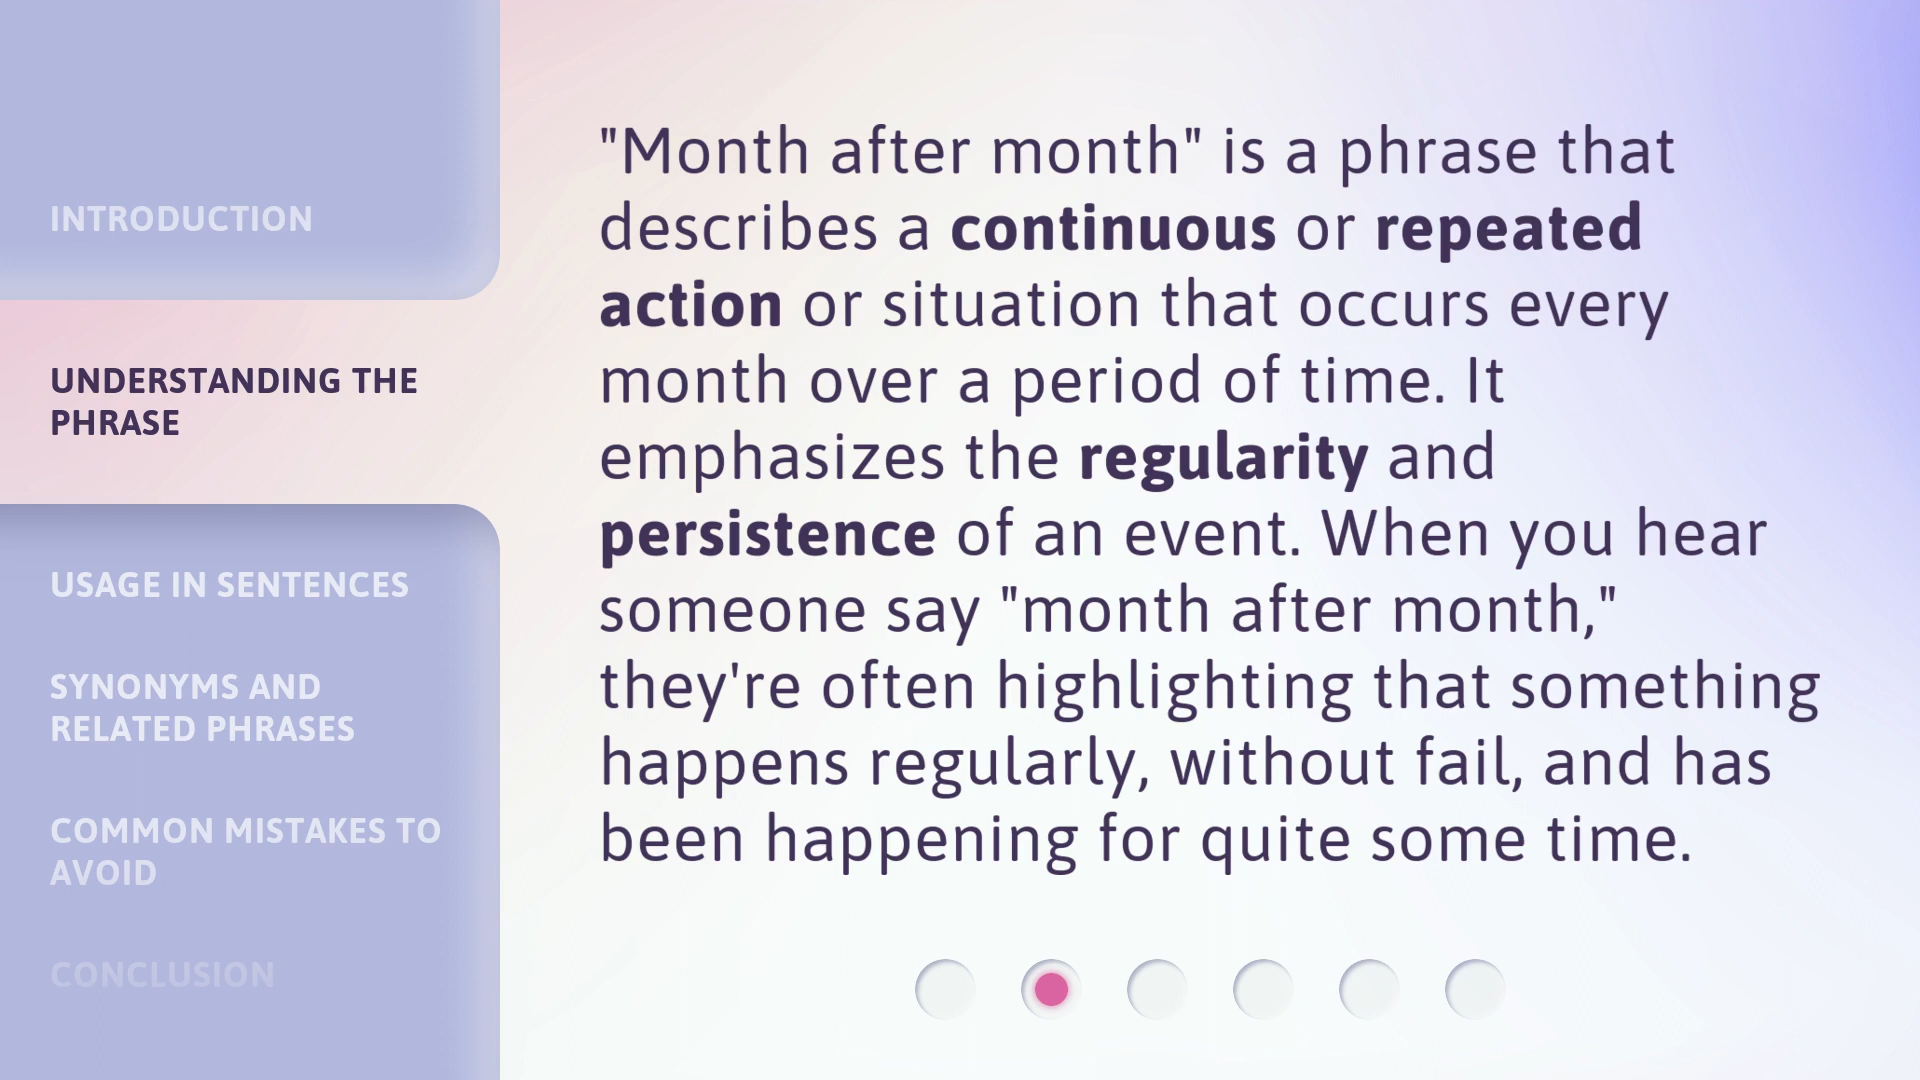 INTRODUCTION
UNDERSTANDING THE
PHRASE
USAGE IN SENTENCES
SYNONYMS AND
RELATED PHRASES
COMMON MISTAKES TO
AVOID
CONCLUSION
"Month after month" is a phrase that
describes a continuous or repeated
action or situation that occurs every
month over a period of time. It
emphasizes the regularity and
persistence of an event. When you hear
someone say "month after month,"
they're often highlighting that something
happens regularly, without fail, and has
been happening for quite some time.